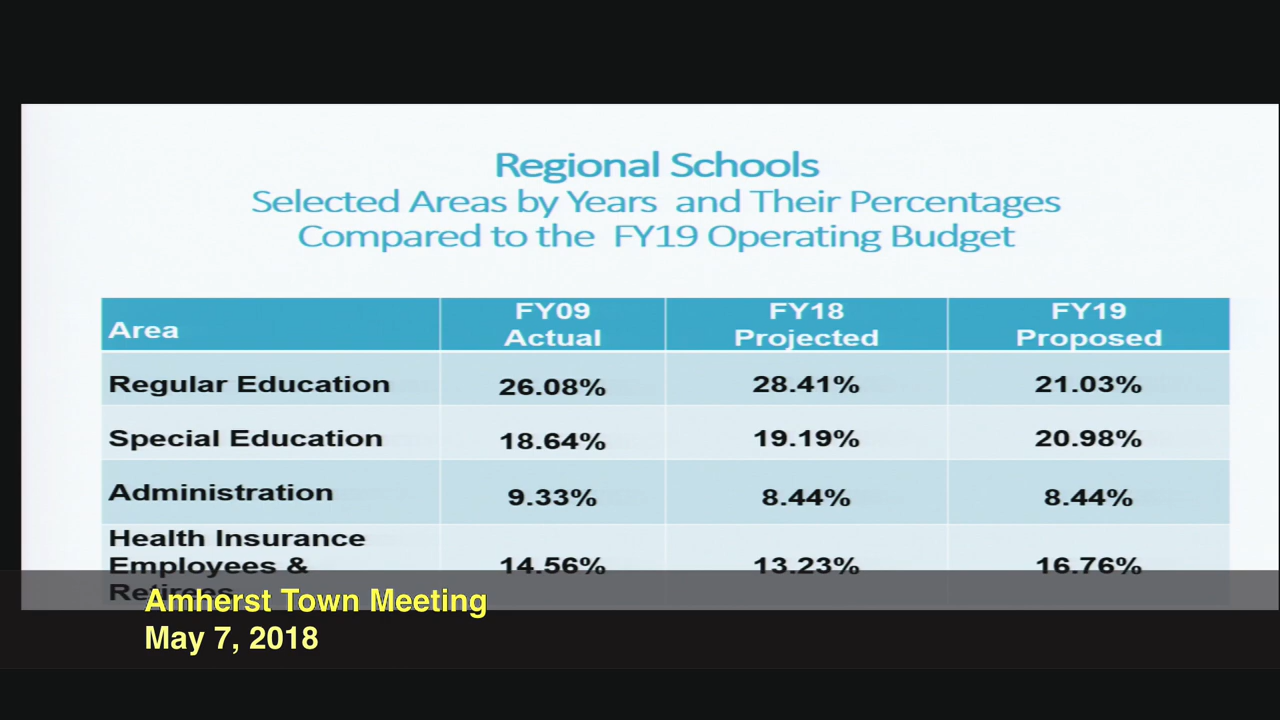 Regional Schools
Selected Areas by Years and Their Percentages
Compared to the FY19 Operating Budget
Area FY09 Actual FY18 Projected FY19 Proposed
Regular Education 26.08% 28.41% 21.03%
Special Education 18.64% 19.19% 20.98%
Administration 9.33% 8.44% 8.44%
Health Insurance
Employees & 14.56% 13.23% 16.76%
Retirees
Amherst Town Meeting
May 7, 2018